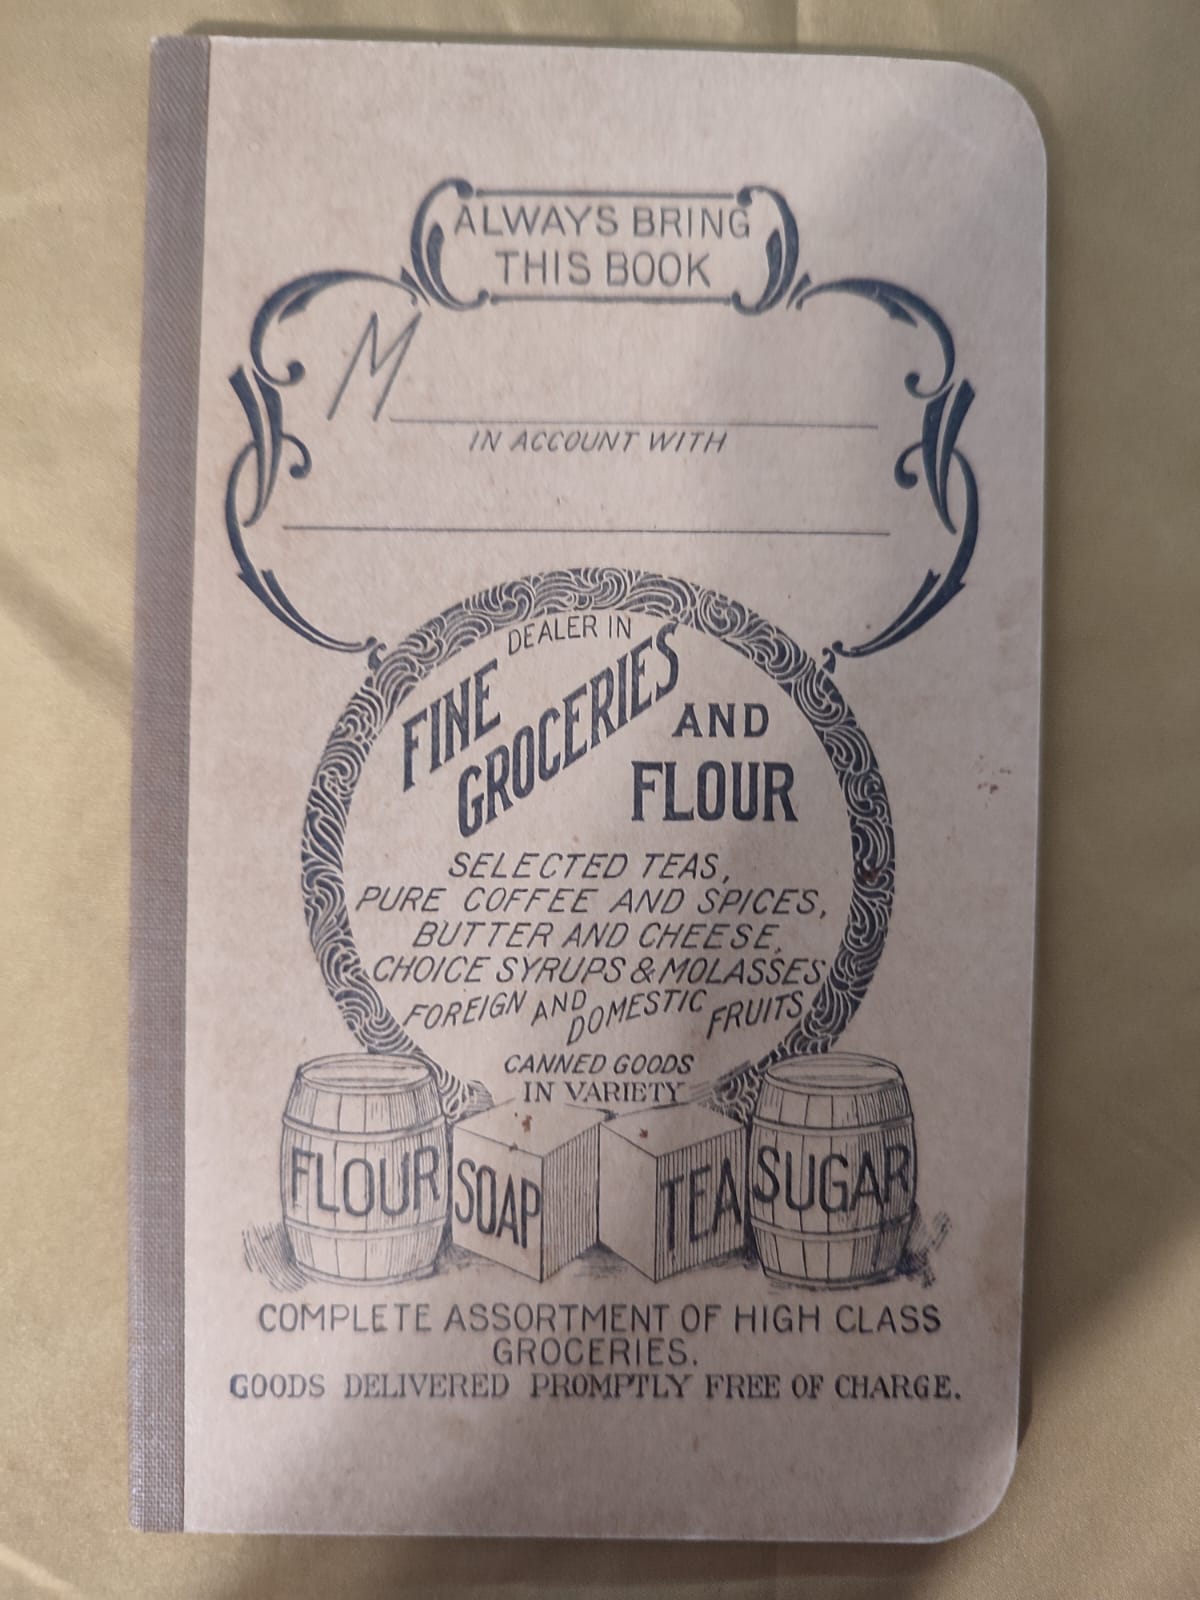 ALWAYS BRING
THIS BOOK
M
IN ACCOUNT WITH
DEALER IN
FINE
GROCERIES
AND
FLOUR
SELECTED TEAS,
PURE COFFEE AND SPICES,
BUTTER AND CHEESE,
CHOICE SYRUPS & MOLASSES
FOREIGN AND DOMESTIC FRUITS
CANNED GOODS
IN VARIETY
FLOUR SOAP TEA SUGAR
COMPLETE ASSORTMENT OF HIGH CLASS
GROCERIES.
GOODS DELIVERED PROMPTLY FREE OF CHARGE.